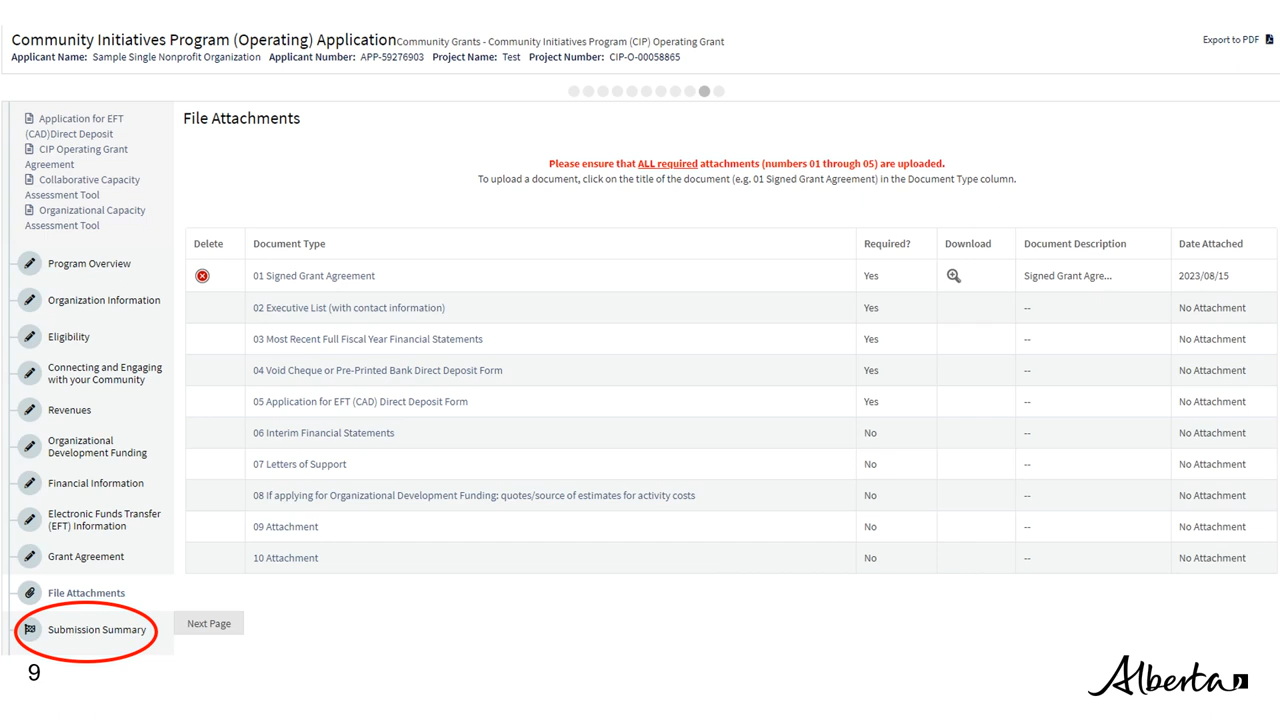 Community Initiatives Program (Operating) Application Community Grants - Community Initiatives Program (CIP) Operating Grant
Export to PDF
Applicant Name: Sample Single Nonprofit Organization Applicant Number: APP-59276903 Project Name: Test Project Number: CIP-O-00058865
Application for EFT
(CAD)Direct Deposit
CIP Operating Grant
Agreement
Collaborative Capacity
Assessment Tool
Organizational Capacity
Assessment Tool
Program Overview
Organization Information
Eligibility
Connecting and Engaging
with your Community
Revenues
Organizational
Development Funding
Financial Information
Electronic Funds Transfer
(EFT) Information
Grant Agreement
File Attachments
Submission Summary
File Attachments
Please ensure that ALL required attachments (numbers 01 through 05) are uploaded.
To upload a document, click on the title of the document (e.g. 01 Signed Grant Agreement) in the Document Type column.
Delete Document Type Required? Download Document Description Date Attached
01 Signed Grant Agreement Yes Signed Grant Agre... 2023/08/15
02 Executive List (with contact information) Yes -- No Attachment
03 Most Recent Full Fiscal Year Financial Statements Yes -- No Attachment
04 Void Cheque or Pre-Printed Bank Direct Deposit Form Yes -- No Attachment
05 Application for EFT (CAD) Direct Deposit Form Yes -- No Attachment
06 Interim Financial Statements No -- No Attachment
07 Letters of Support No -- No Attachment
08 If applying for Organizational Development Funding: quotes/source of estimates for activity costs No -- No Attachment
09 Attachment No -- No Attachment
10 Attachment No -- No Attachment
Next Page
9
Alberta